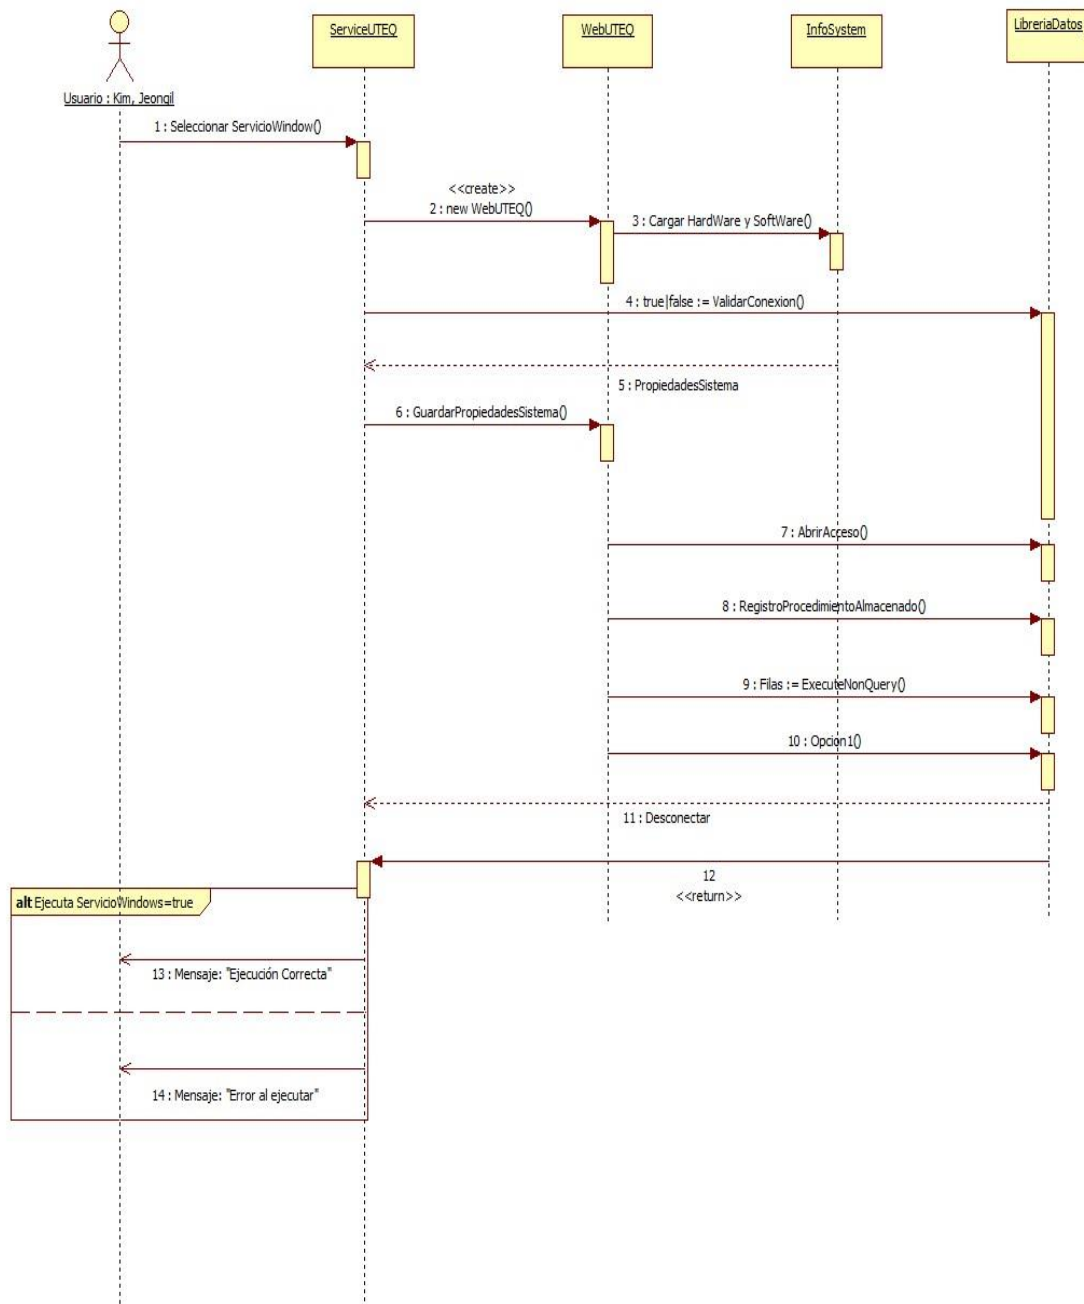 ServiceUTEQ
WebUTEQ
InfoSystem
LibreriaDatos
Usuario : Kim, Jeongil
1 : Seleccionar ServicioWindow()
<<create>>
2 : new WebUTEQ()
3 : Cargar HardWare y SoftWare()
4 : true|false := ValidarConexion()
5 : PropiedadesSistema
6 : GuardarPropiedadesSistema()
7 : AbrirAcceso()
8 : RegistroProcedimientoAlmacenado()
9 : Filas := ExecuteNonQuery()
10 : Opcion1()
11 : Desconectar
12
<<return>>
alt Ejecuta ServicioWindows=true
13 : Mensaje: "Ejecución Correcta"
14 : Mensaje: "Error al ejecutar"